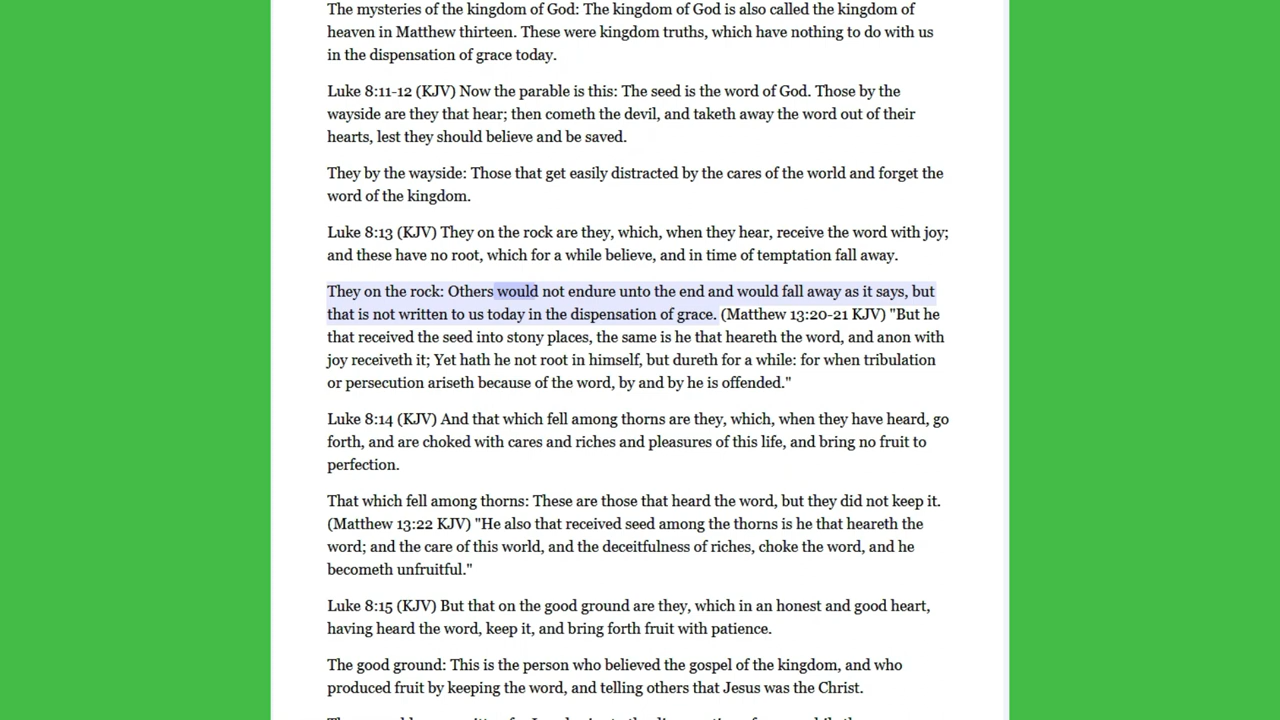 The mysteries of the kingdom of God: The kingdom of God is also called the kingdom of
heaven in Matthew thirteen. These were kingdom truths, which have nothing to do with us
in the dispensation of grace today.
Luke 8:11-12 (KJV) Now the parable is this: The seed is the word of God. Those by the
wayside are they that hear; then cometh the devil, and taketh away the word out of their
hearts, lest they should believe and be saved.
They by the wayside: Those that get easily distracted by the cares of the world and forget the
word of the kingdom.
Luke 8:13 (KJV) They on the rock are they, which, when they hear, receive the word with joy;
and these have no root, which for a while believe, and in time of temptation fall away.
They on the rock: Others would not endure unto the end and would fall away as it says, but
that is not written to us today in the dispensation of grace. (Matthew 13:20-21 KJV) "But he
that received the seed into stony places, the same is he that heareth the word, and anon with
joy receiveth it; Yet hath he not root in himself, but dureth for a while: for when tribulation
or persecution ariseth because of the word, by and by he is offended."
Luke 8:14 (KJV) And that which fell among thorns are they, which, when they have heard, go
forth, and are choked with cares and riches and pleasures of this life, and bring no fruit to
perfection.
That which fell among thorns: These are those that heard the word, but they did not keep it.
(Matthew 13:22 KJV) "He also that received seed among the thorns is he that heareth the
word; and the care of this world, and the deceitfulness of riches, choke the word, and he
becometh unfruitful."
Luke 8:15 (KJV) But that on the good ground are they, which in an honest and good heart,
having heard the word, keep it, and bring forth fruit with patience.
The good ground: This is the person who believed the gospel of the kingdom, and who
produced fruit by keeping the word, and telling others that Jesus was the Christ.